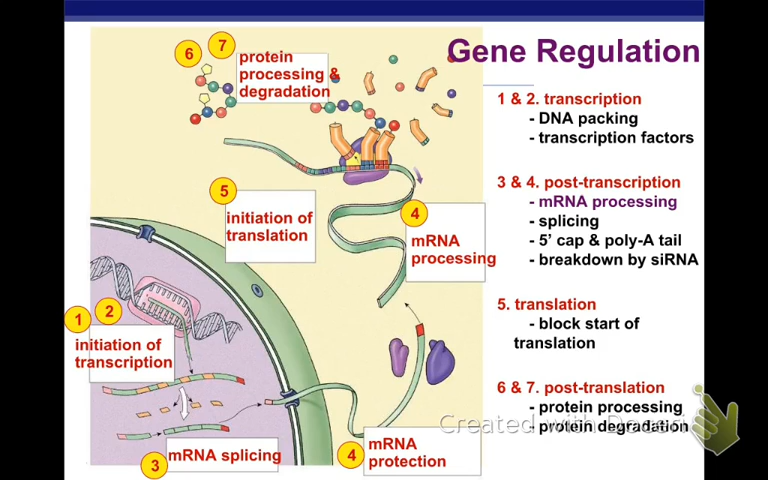 Gene Regulation
6
7
protein
processing &
degradation
5
initiation of
translation
4
mRNA
processing
1
2
initiation of
transcription
3
mRNA splicing
4
mRNA
protection
1 & 2. transcription
- DNA packing
- transcription factors
3 & 4. post-transcription
- mRNA processing
- splicing
- 5' cap & poly-A tail
- breakdown by siRNA
5. translation
- block start of
translation
6 & 7. post-translation
- protein processing
- protein degradation
Created with Doceri